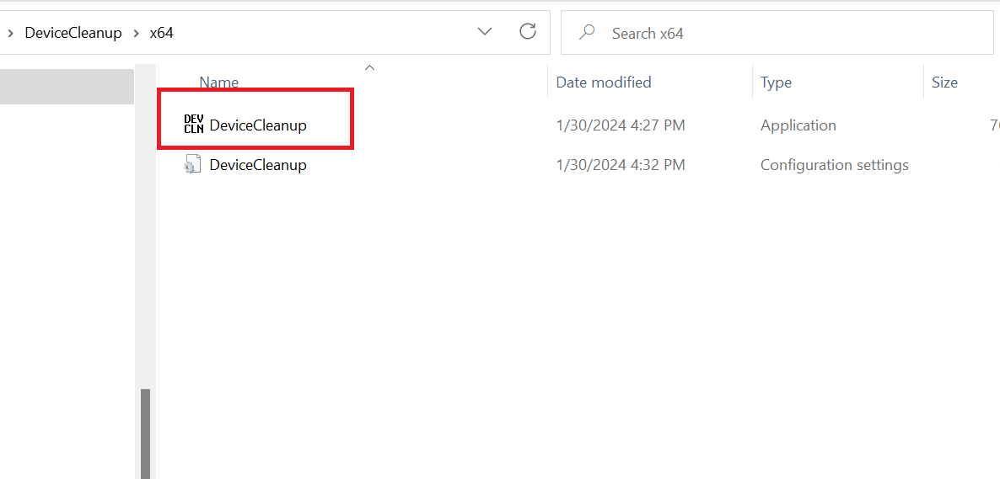 DeviceCleanup > x64
Search x64
Name Date modified Type Size
DEV CLN DeviceCleanup 1/30/2024 4:27 PM Application
DeviceCleanup 1/30/2024 4:32 PM Configuration settings